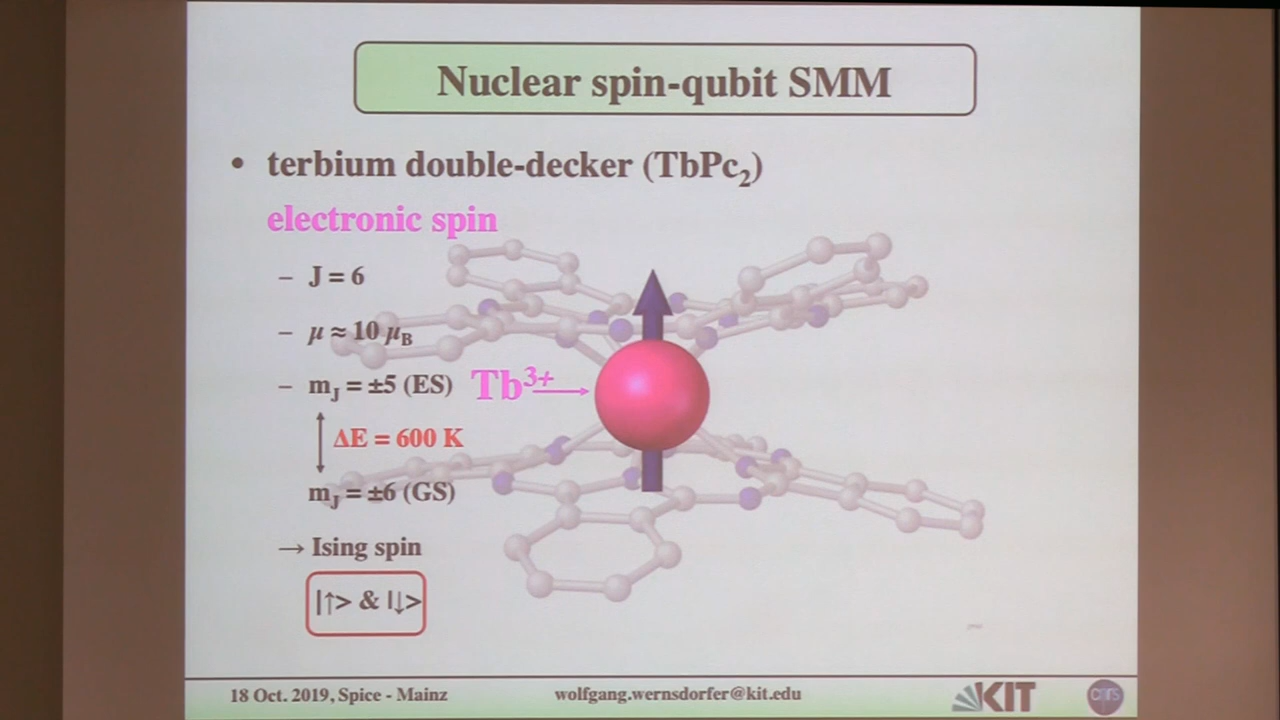 Nuclear spin-qubit SMM
• terbium double-decker (TbPc₂)
electronic spin
– J = 6
– μ ≈ 10 μB
– mJ = ±5 (ES)
Tb³⁺
ΔE = 600 K
mJ = ±6 (GS)
→ Ising spin
|↑> & |↓>
18 Oct. 2019, Spice - Mainz
wolfgang.wernsdorfer@kit.edu
KIT
cnrs